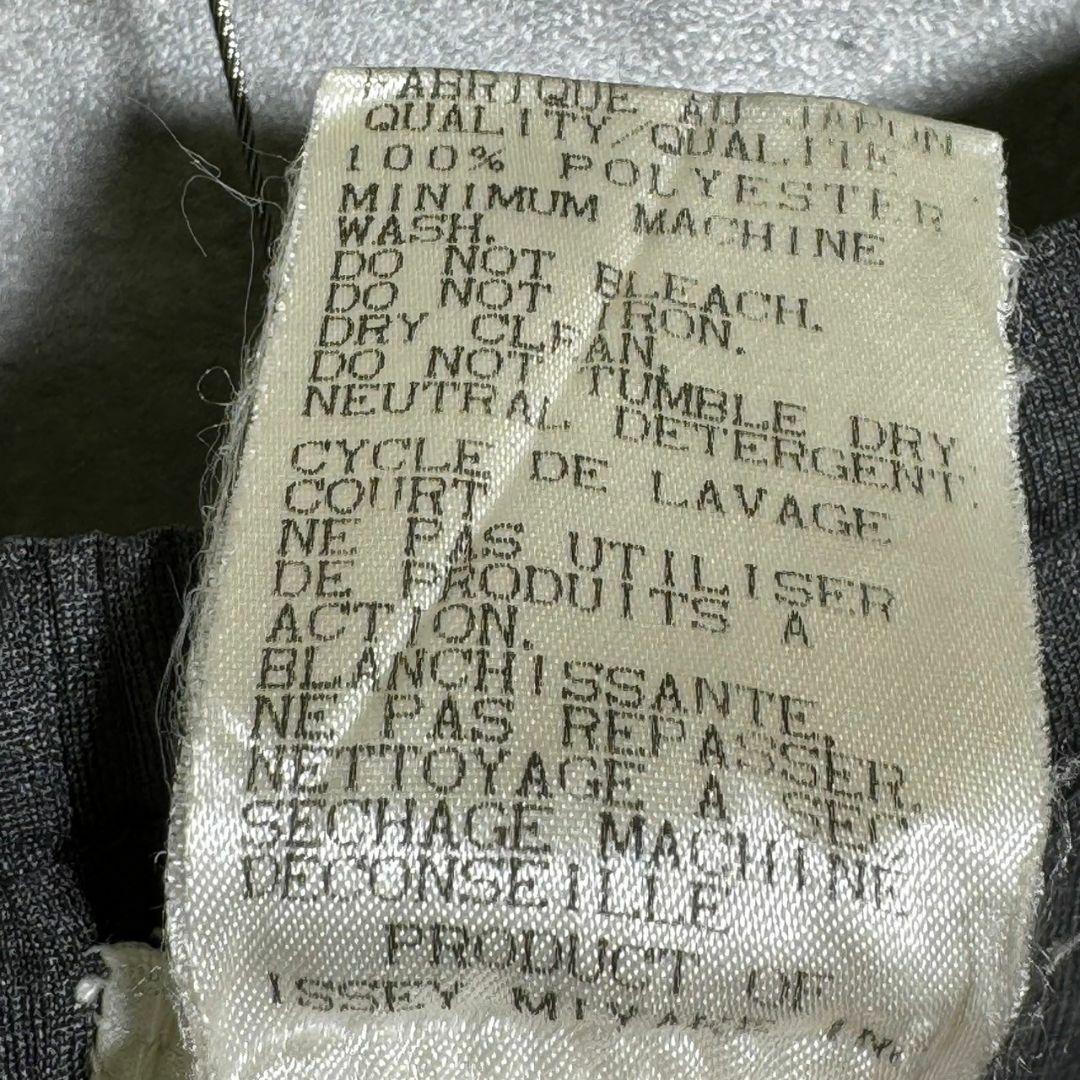 FABRIQUE AU JAPON
QUALITY/QUALITE
100% POLYESTER
MINIMUM MACHINE
WASH.
DO NOT BLEACH.
DO NOT IRON.
DRY CLEAN.
DO NOT TUMBLE DRY.
NEUTRAL DETERGENT.
CYCLE DE LAVAGE
COURT
NE PAS UTILISER
DE PRODUITS A
ACTION.
BLANCHISSANTE.
NE PAS REPASSER.
NETTOYAGE A SEC.
SECHAGE MACHINE
DECONSEILLE
PRODUCT OF
ISSEY MIYAKE INC.